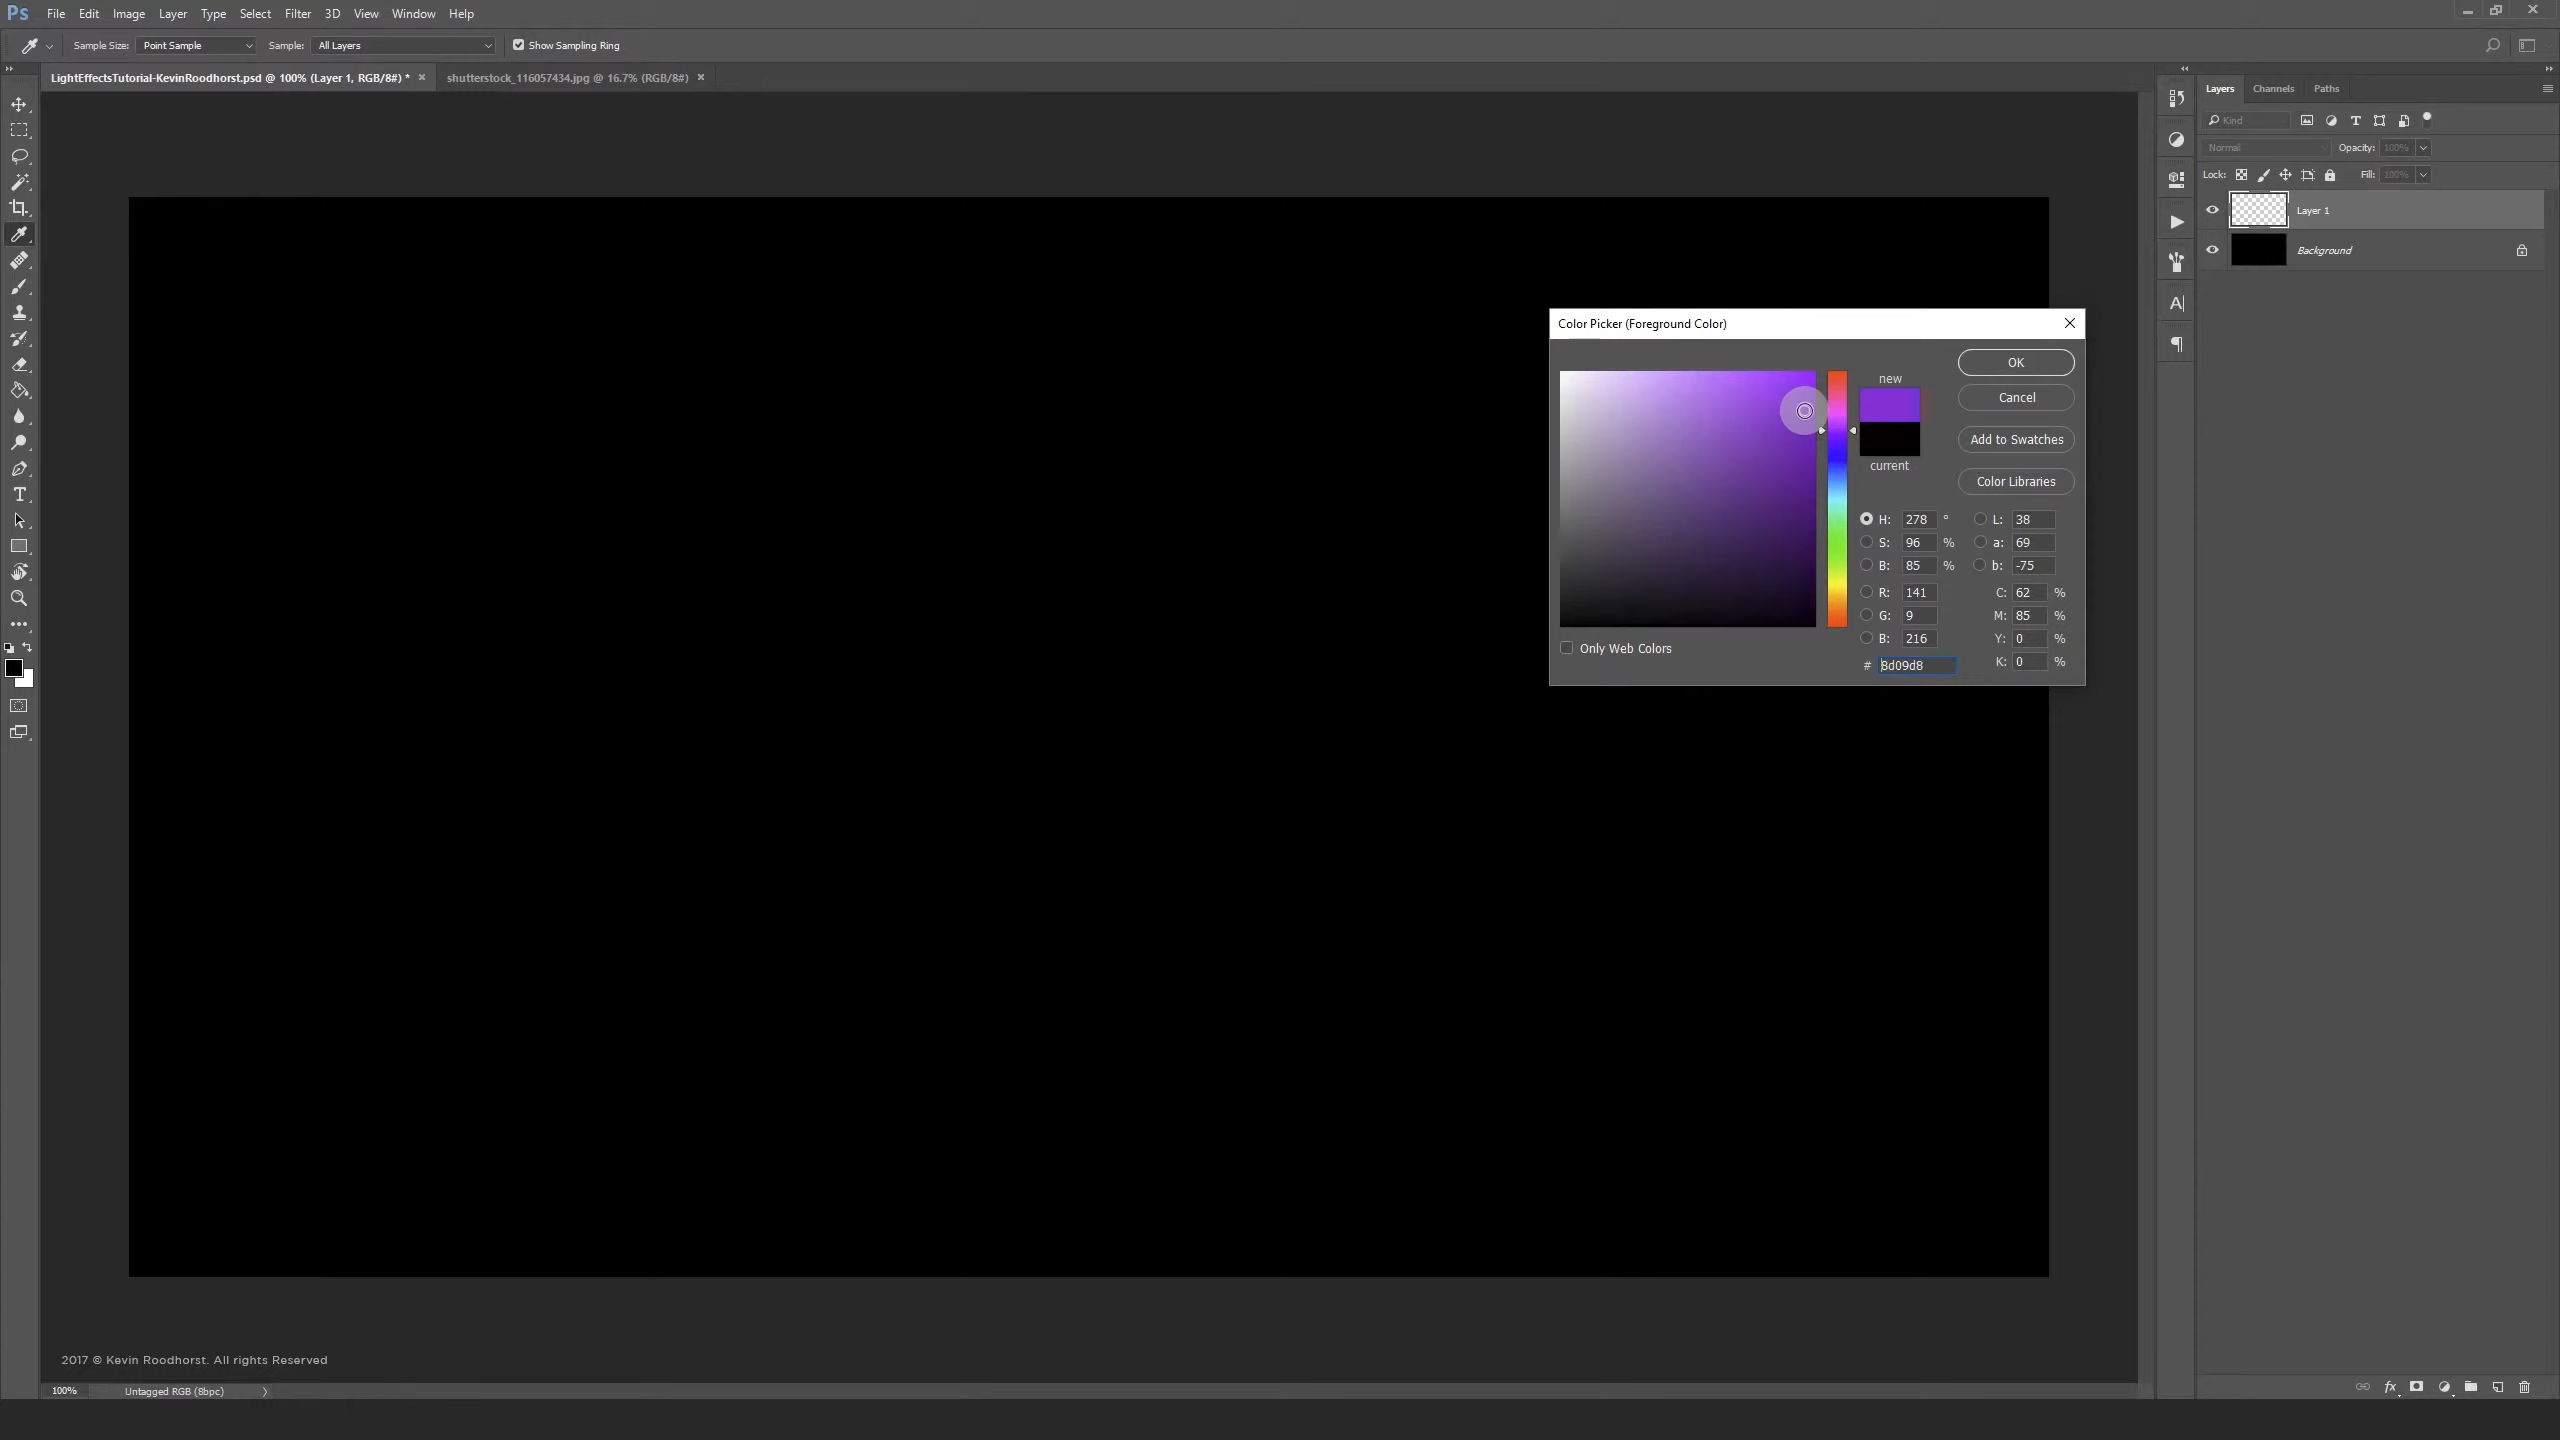 Ps File Edit Image Layer Type Select Filter 3D View Window Help
Sample Size: Point Sample Sample: All Layers Show Sampling Ring
LightEffectsTutorial-KevinRoodhorst.psd @ 100% (Layer 1, RGB/8#) * shutterstock_116057434.jpg @ 16.7% (RGB/8#)
Layers Channels Paths
Kind
Normal Opacity: 100%
Lock: Fill: 100%
Layer 1
Background
Color Picker (Foreground Color)
OK
new
Cancel
Add to Swatches
current
Color Libraries
H: 278 ° L: 38
S: 96 % a: 69
B: 85 % b: -75
R: 141 C: 62 %
G: 9 M: 85 %
B: 216 Y: 0 %
Only Web Colors
# 8d09d8 K: 0 %
2017 © Kevin Roodhorst. All rights Reserved
100% Untagged RGB (8bpc)